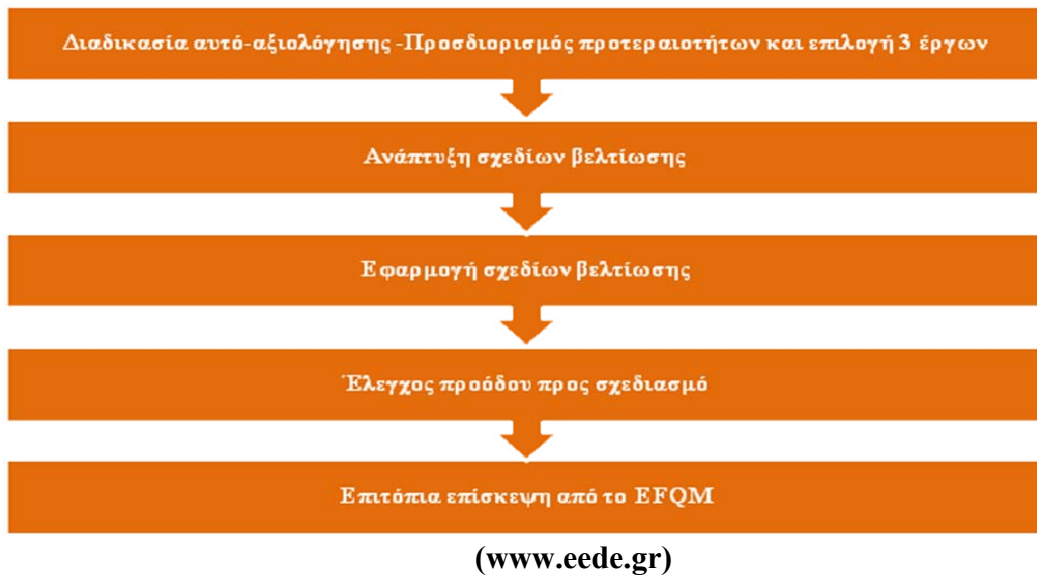 Διαδικασία αυτό-αξιολόγησης -Προσδιορισμός προτεραιοτήτων και επιλογή 3 έργων
Ανάπτυξη σχεδίων βελτίωσης
Εφαρμογή σχεδίων βελτίωσης
Έλεγχος προόδου προς σχεδιασμό
Επιτόπια επίσκεψη από το EFQM
(www.eede.gr)